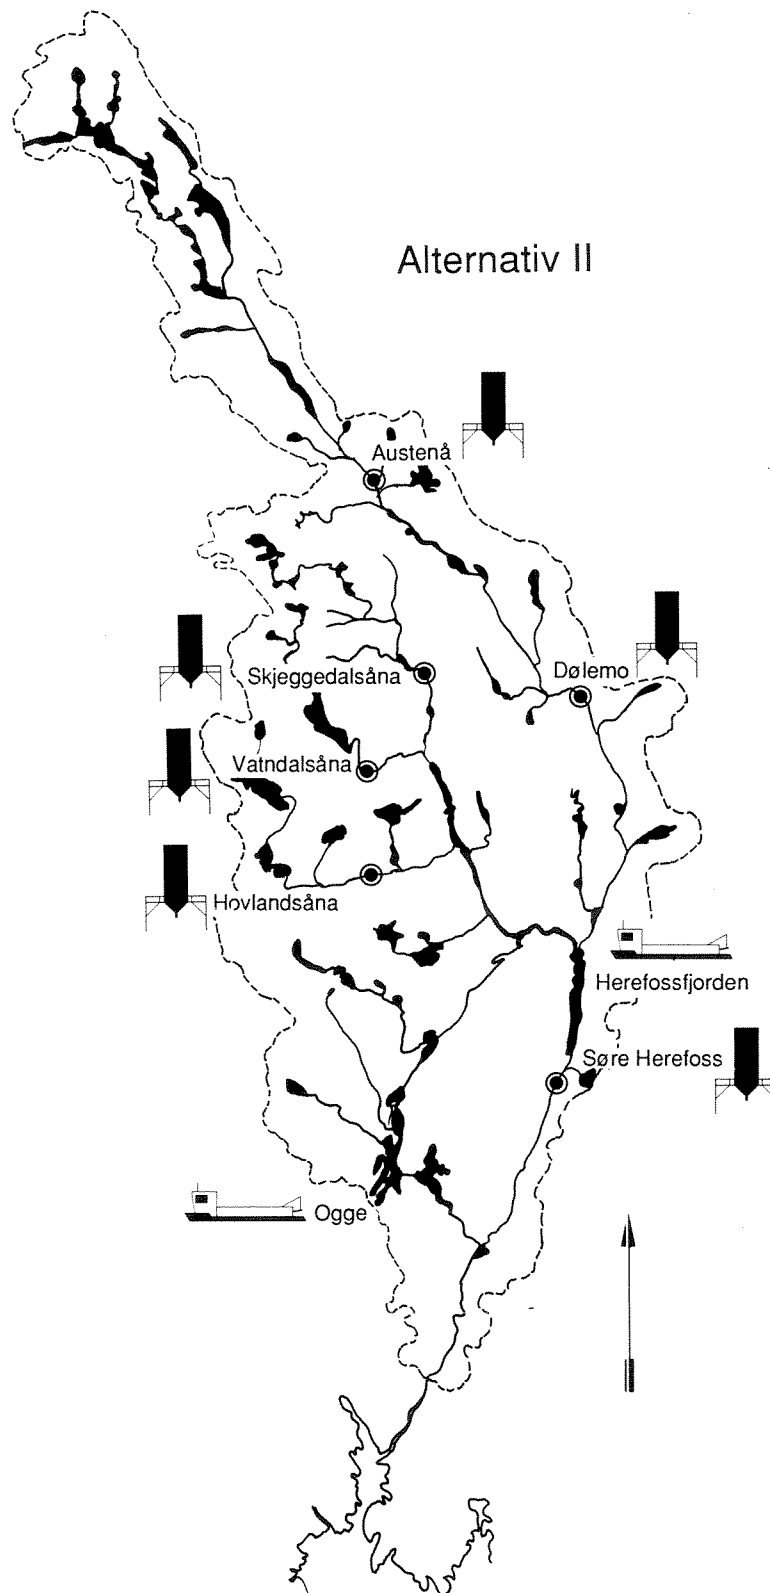 Alternativ II
Austenå
Dølemo
Skjeggedalsåna
Vatndalsåna
Hovlandsåna
Herefossfjorden
Søre Herefoss
Ogge